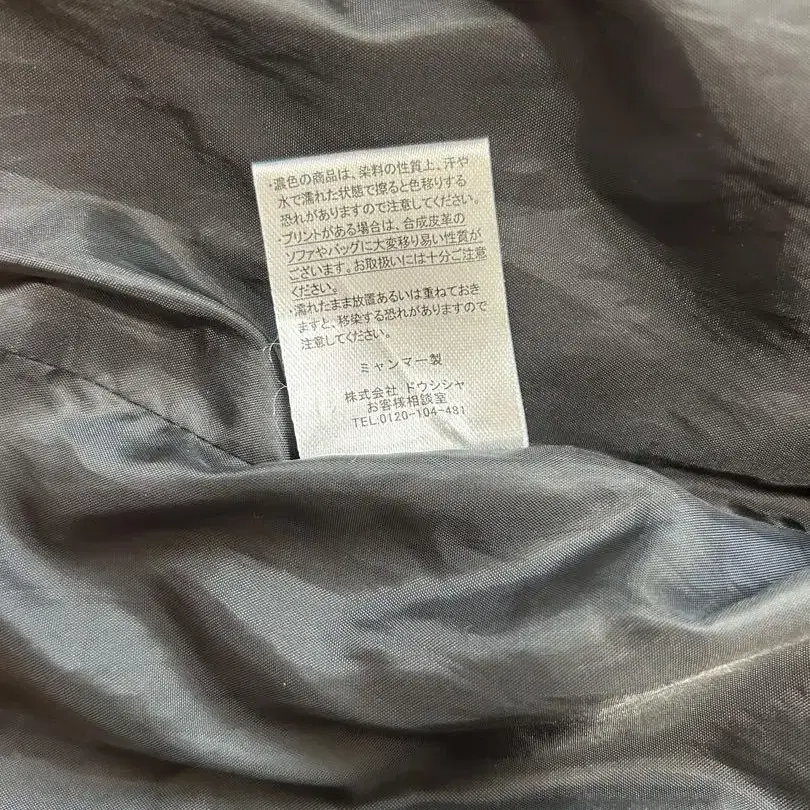 ・濃色の商品は、染料の性質上、汗や
水で濡れた状態で擦ると色移りする
恐れがありますので注意してください。
・プリントがある場合は、合成皮革の
ソファやバッグに大変移り易い性質が
ございます。お取扱いには十分ご注意
ください。
・濡れたまま放置あるいは重ねておき
ますと、移染する恐れがありますので
注意してください。
ミャンマー製
株式会社 ドウシシャ
お客様相談室
TEL:0120-104-481